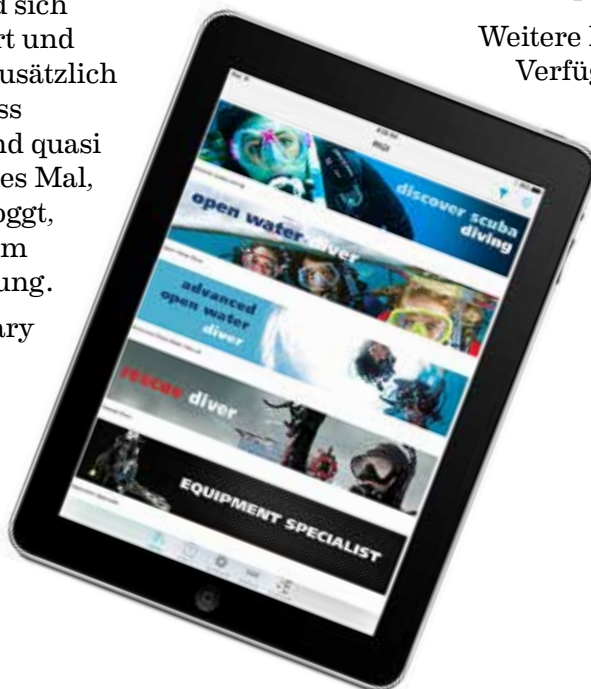 d sich
rt und
usätzlich
ss
nd quasi
es Mal,
oggt,
m
ung.
ary
Weitere
Verfüg
discover scuba
diving
open water diver
advanced
open water
diver
rescue diver
EQUIPMENT SPECIALIST